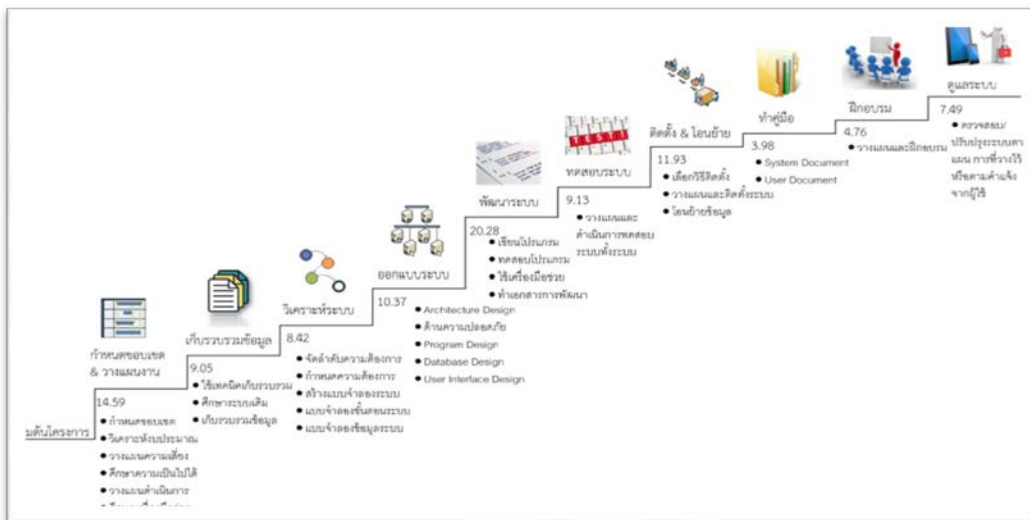 มต้นโครงการ
กำหนดขอบเขต
& วางแผนงาน
14.59
● กำหนดขอบเขต
● วิเคราะห์งบประมาณ
● วางแผนความเสี่ยง
● ศึกษาความเป็นไปได้
● วางแผนดำเนินการ
เก็บรวบรวมข้อมูล
9.05
● ใช้เทคนิคเก็บรวบรวม
● ศึกษาระบบเดิม
● เก็บรวบรวมข้อมูล
วิเคราะห์ระบบ
8.42
● จัดลำดับความต้องการ
● กำหนดความต้องการ
● สร้างแบบจำลองระบบ
● แบบจำลองขั้นตอนระบบ
● แบบจำลองข้อมูลระบบ
ออกแบบระบบ
10.37
● Architecture Design
● ด้านความปลอดภัย
● Program Design
● Database Design
● User Interface Design
พัฒนาระบบ
20.28
● เขียนโปรแกรม
● ทดสอบโปรแกรม
● ใช้เครื่องมือช่วย
● ทำเอกสารการพัฒนา
TEST
ทดสอบระบบ
9.13
● วางแผนและ
ดำเนินการทดสอบ
ระบบทั้งระบบ
ติดตั้ง & โอนย้าย
11.93
● เลือกวิธีติดตั้ง
● วางแผนและติดตั้งระบบ
● โอนย้ายข้อมูล
ทำคู่มือ
3.98
● System Document
● User Document
ฝึกอบรม
4.76
● วางแผนและฝึกอบรม
ดูแลระบบ
7.49
● ตรวจสอบ/
ปรับปรุงระบบตา
แผน การที่วางไว้
หรือตามคำแจ้ง
จากผู้ใช้